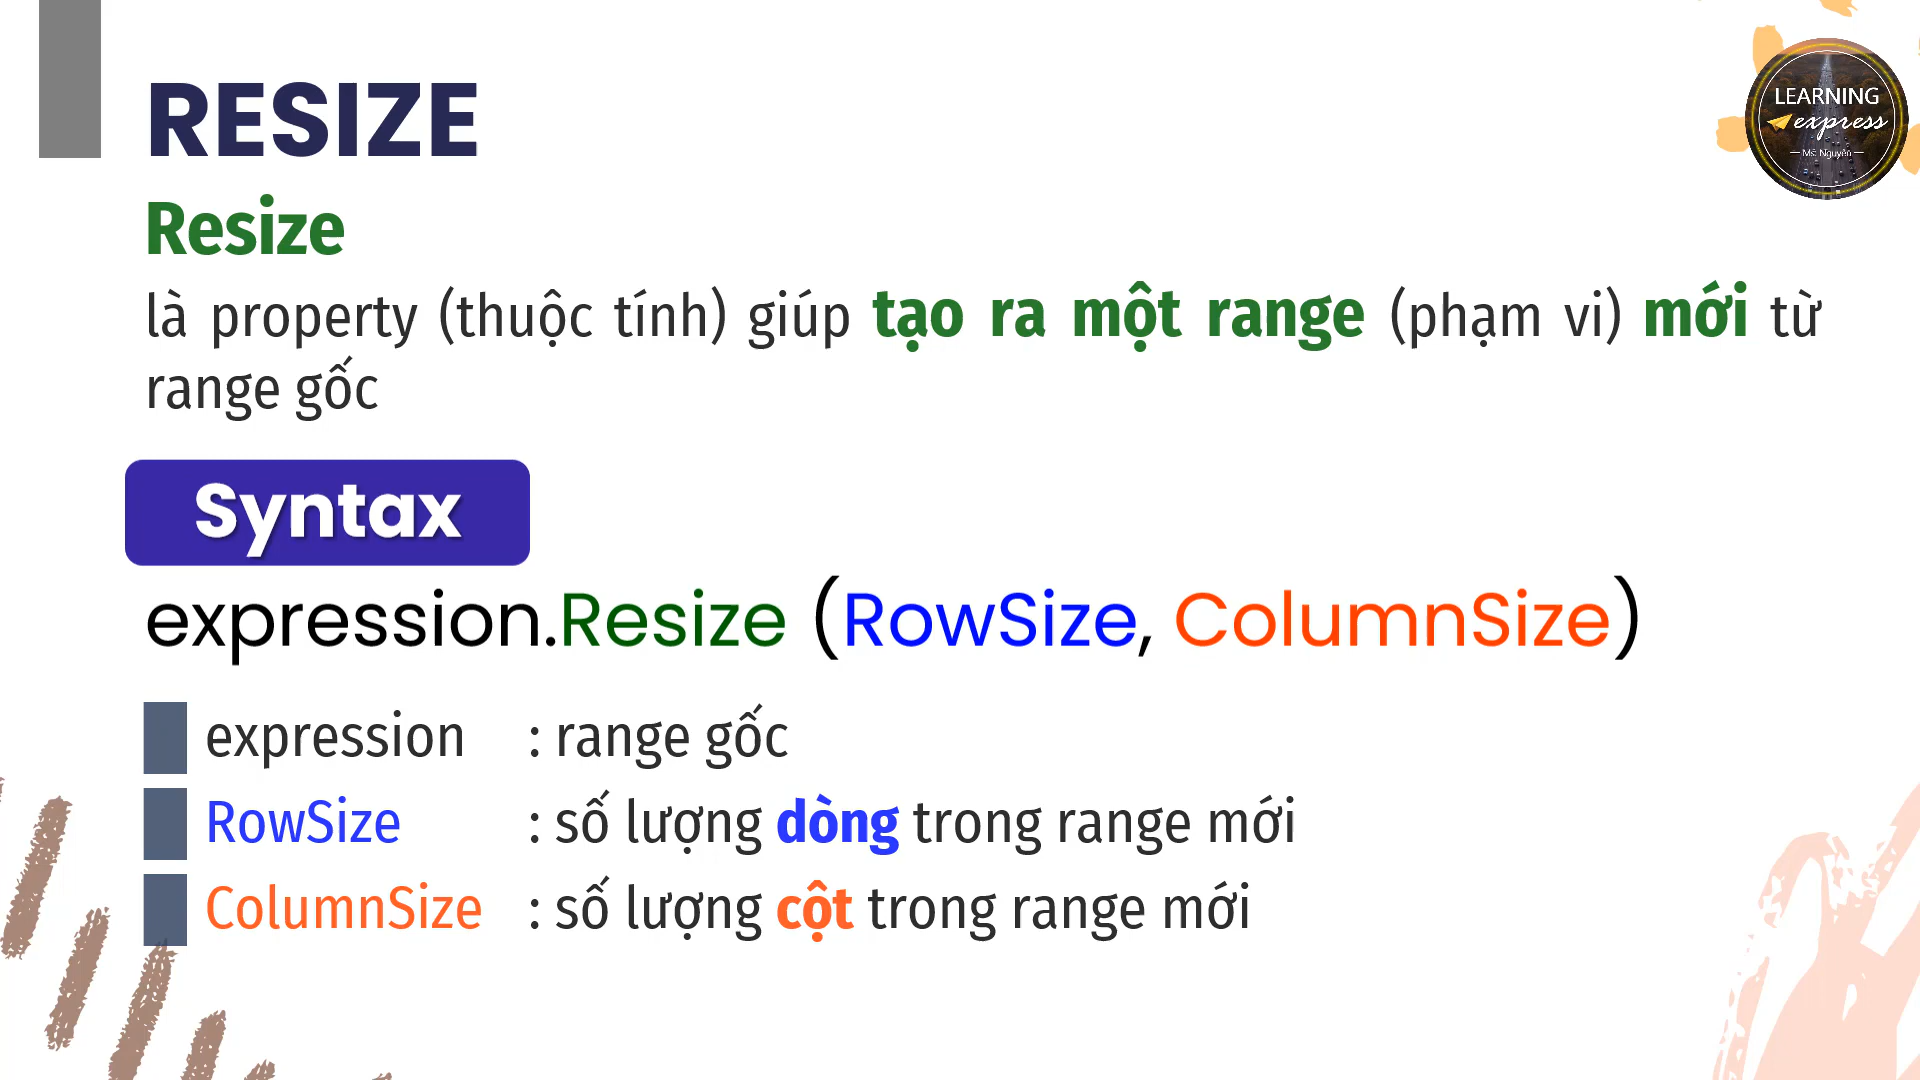 RESIZE
LEARNING
express
Ms. Nguyên
Resize
là property (thuộc tính) giúp tạo ra một range (phạm vi) mới từ
range gốc
Syntax
expression.Resize (RowSize, ColumnSize)
expression : range gốc
RowSize : số lượng dòng trong range mới
ColumnSize : số lượng cột trong range mới